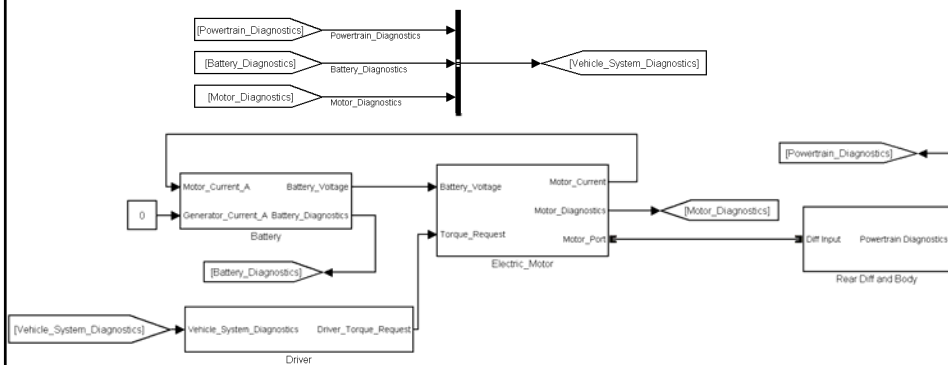 [Powertrain_Diagnostics]
Powertrain_Diagnostics
[Battery_Diagnostics]
Battery_Diagnostics
[Vehicle_System_Diagnostics]
[Motor_Diagnostics]
Motor_Diagnostics
[Powertrain_Diagnostics]
Motor_Current_A
Battery_Voltage
Battery_Voltage
Motor_Current
0
Generator_Current_A
Battery_Diagnostics
Motor_Diagnostics
[Motor_Diagnostics]
Battery
Torque_Request
Motor_Port
Diff Input
Powertrain Diagnostics
Electric_Motor
[Battery_Diagnostics]
Rear Diff and Body
[Vehicle_System_Diagnostics]
Vehicle_System_Diagnostics
Driver_Torque_Request
Driver